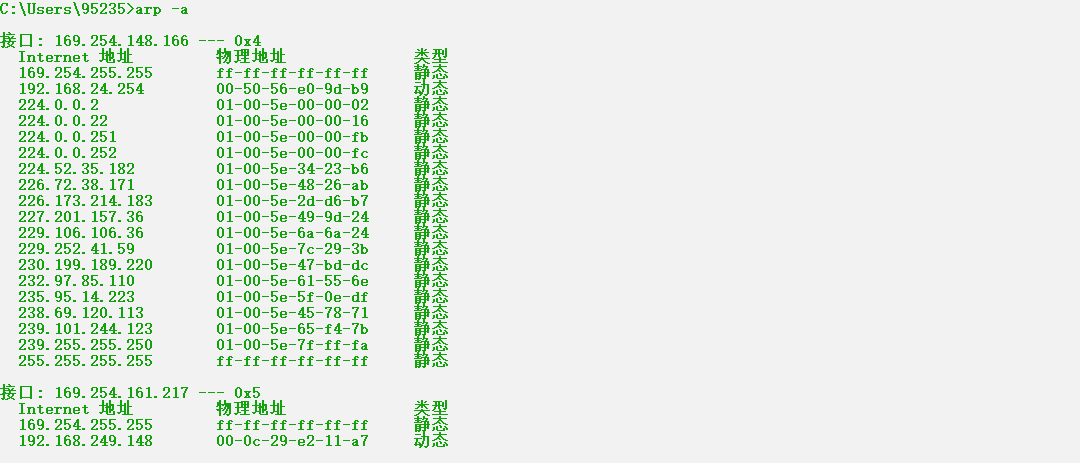 C:\Users\95235>arp -a
接口: 169.254.148.166 --- 0x4
Internet 地址 物理地址 类型
169.254.255.255 ff-ff-ff-ff-ff-ff 静态
192.168.24.254 00-50-56-e0-9d-b9 动态
224.0.0.2 01-00-5e-00-00-02 静态
224.0.0.22 01-00-5e-00-00-16 静态
224.0.0.251 01-00-5e-00-00-fb 静态
224.0.0.252 01-00-5e-00-00-fc 静态
224.52.35.182 01-00-5e-34-23-b6 静态
226.72.38.171 01-00-5e-48-26-ab 静态
226.173.214.183 01-00-5e-2d-d6-b7 静态
227.201.157.36 01-00-5e-49-9d-24 静态
229.106.106.36 01-00-5e-6a-6a-24 静态
229.252.41.59 01-00-5e-7c-29-3b 静态
230.199.189.220 01-00-5e-47-bd-dc 静态
232.97.85.110 01-00-5e-61-55-6e 静态
235.95.14.223 01-00-5e-5f-0e-df 静态
238.69.120.113 01-00-5e-45-78-71 静态
239.101.244.123 01-00-5e-65-f4-7b 静态
239.255.255.250 01-00-5e-7f-ff-fa 静态
255.255.255.255 ff-ff-ff-ff-ff-ff 静态
接口: 169.254.161.217 --- 0x5
Internet 地址 物理地址 类型
169.254.255.255 ff-ff-ff-ff-ff-ff 静态
192.168.249.148 00-0c-29-e2-11-a7 动态